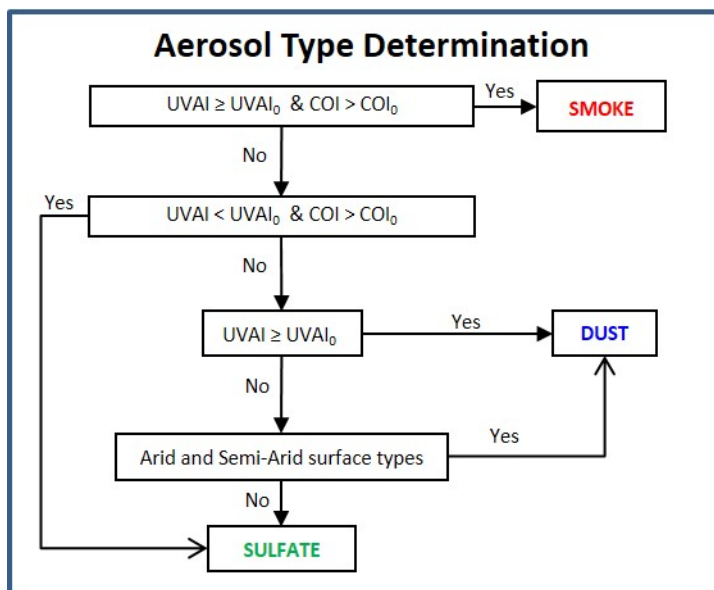 Aerosol Type Determination
UVAI ≥ UVAI₀ & COI > COI₀
Yes
SMOKE
No
Yes
UVAI < UVAI₀ & COI > COI₀
No
UVAI ≥ UVAI₀
Yes
DUST
No
Arid and Semi-Arid surface types
Yes
No
SULFATE